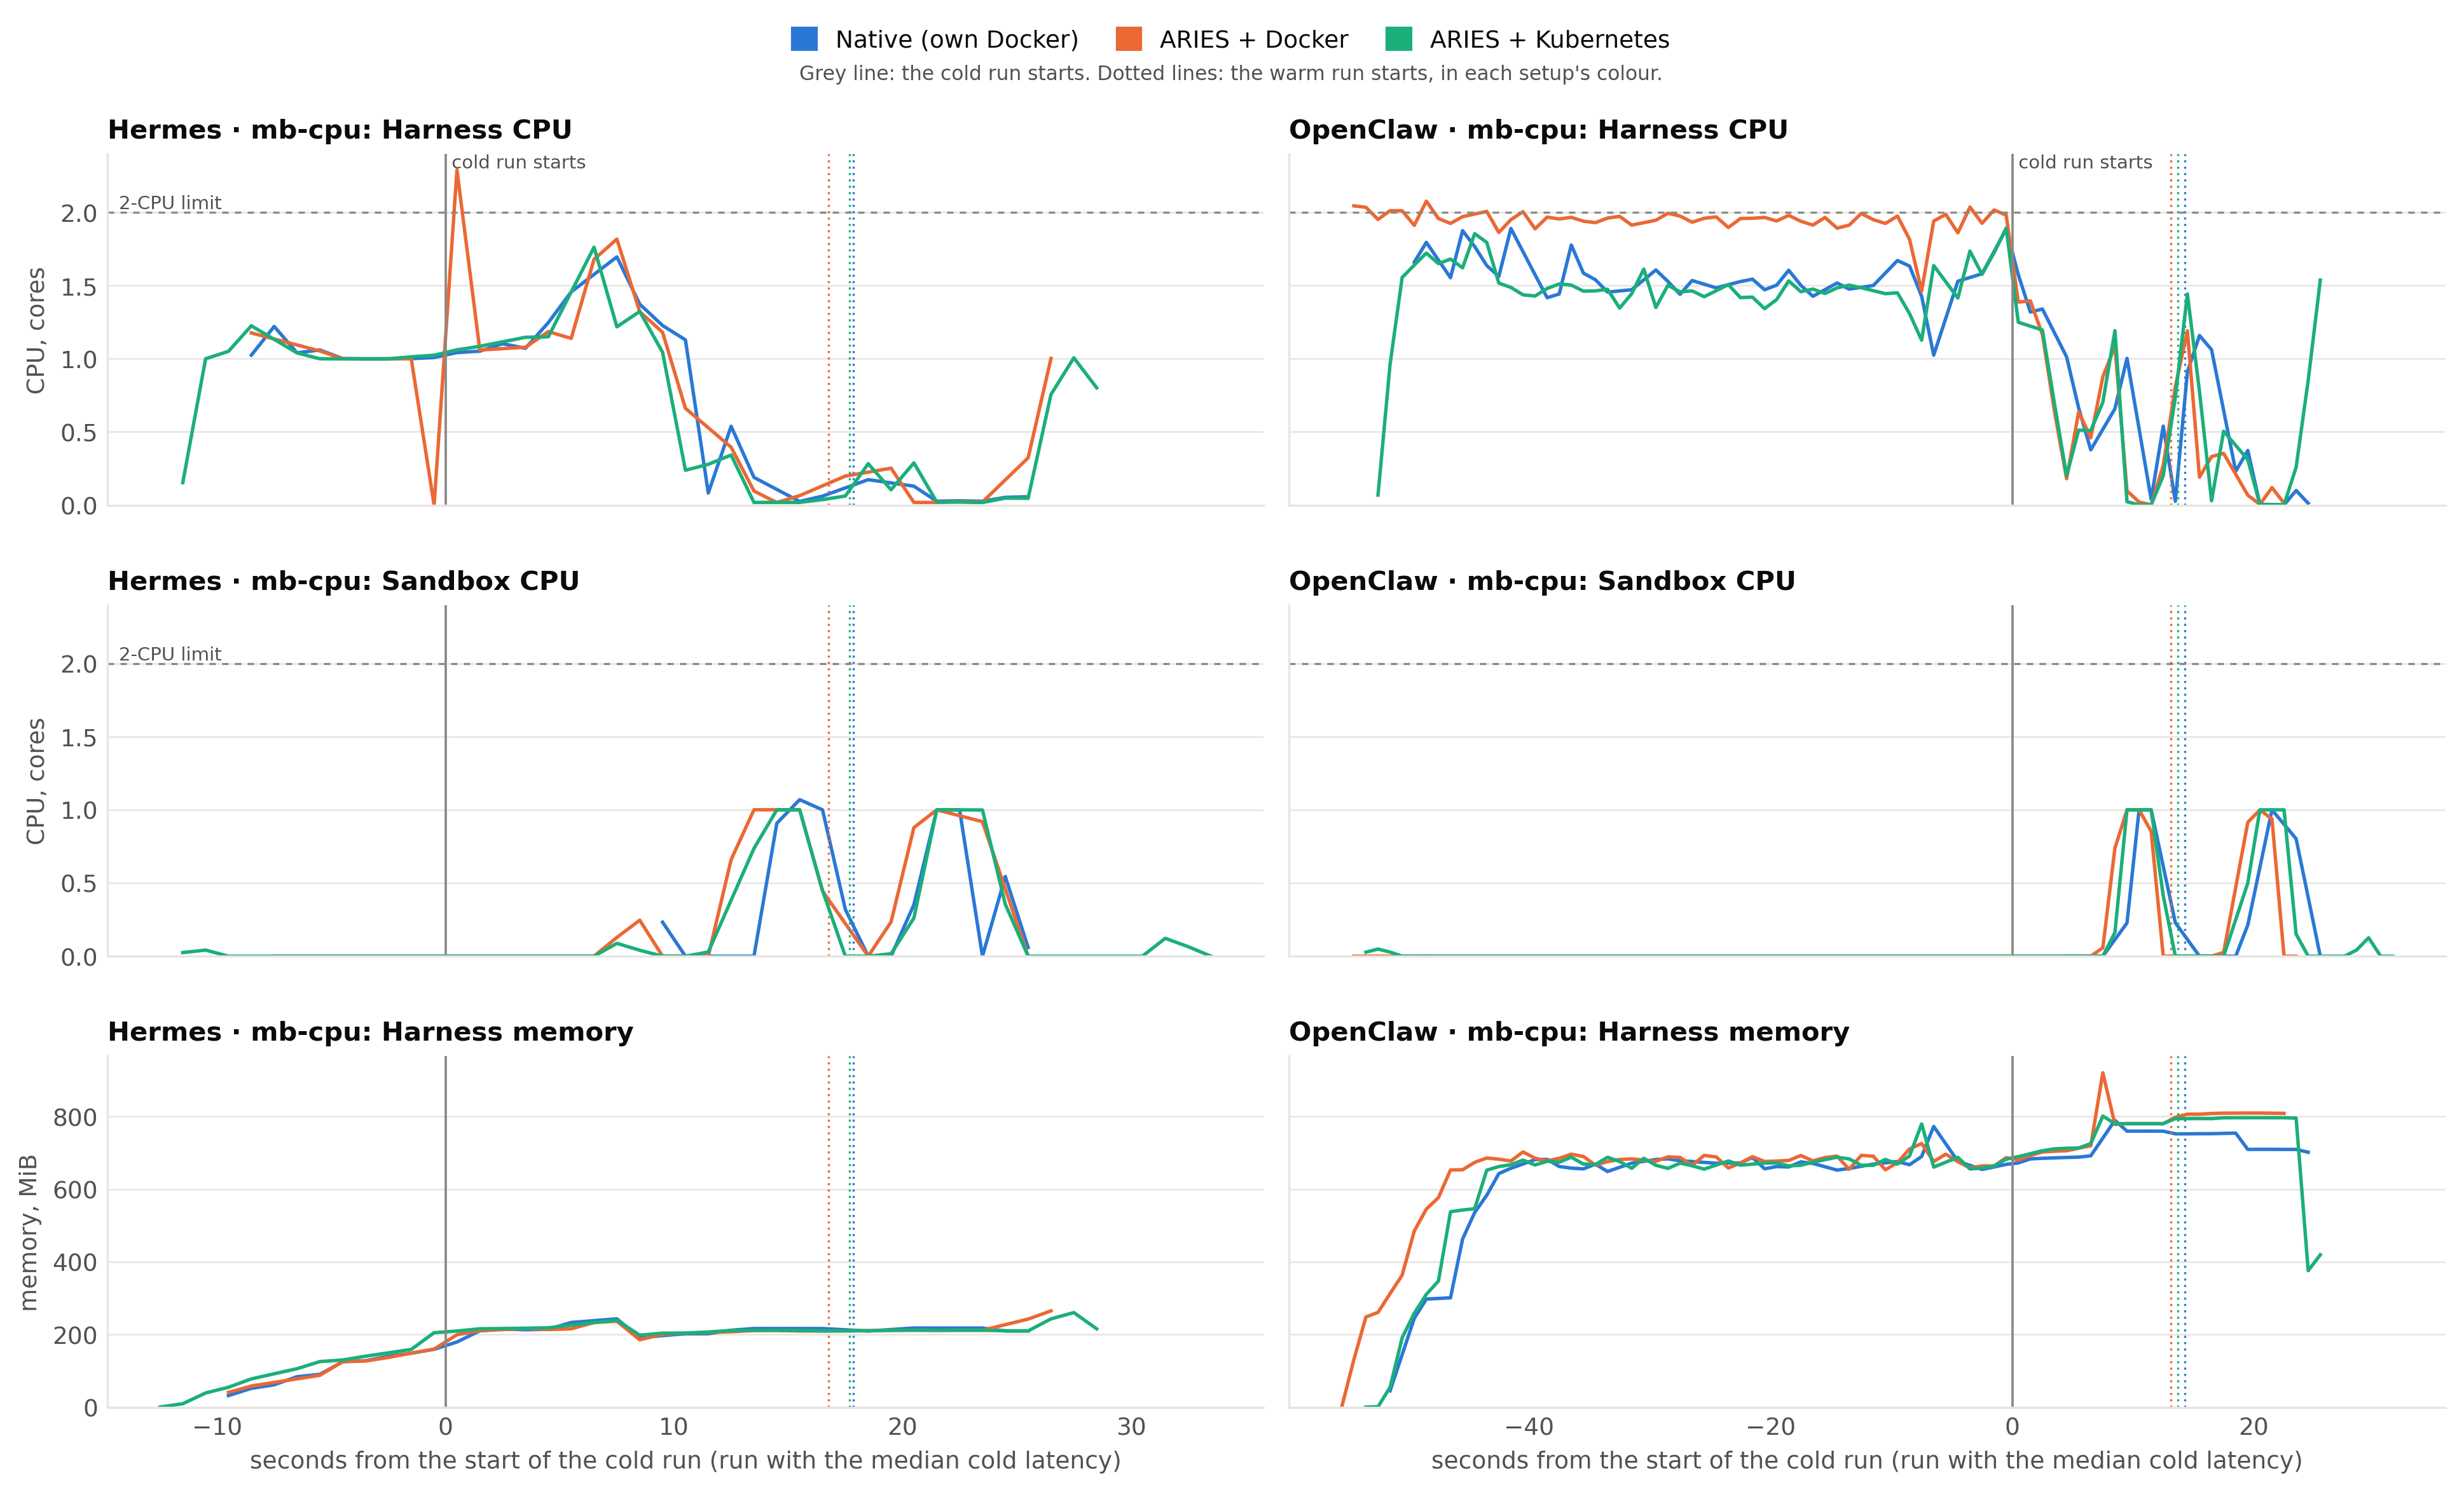 Native (own Docker) ARIES + Docker ARIES + Kubernetes
Grey line: the cold run starts. Dotted lines: the warm run starts, in each setup's colour.
Hermes · mb-cpu: Harness CPU
cold run starts
2-CPU limit
2.0
1.5
1.0
0.5
0.0
CPU, cores
OpenClaw · mb-cpu: Harness CPU
cold run starts
Hermes · mb-cpu: Sandbox CPU
2-CPU limit
2.0
1.5
1.0
0.5
0.0
CPU, cores
OpenClaw · mb-cpu: Sandbox CPU
Hermes · mb-cpu: Harness memory
800
600
400
200
0
memory, MiB
−10 0 10 20 30
seconds from the start of the cold run (run with the median cold latency)
OpenClaw · mb-cpu: Harness memory
−40 −20 0 20
seconds from the start of the cold run (run with the median cold latency)